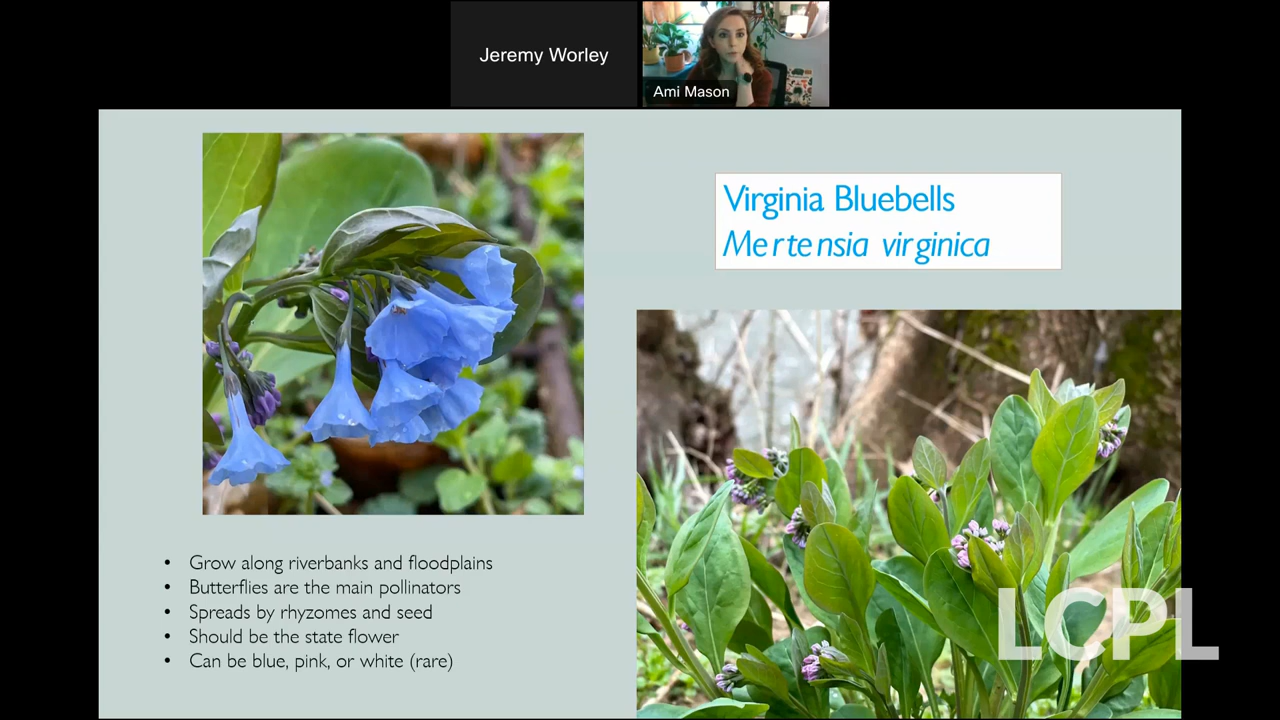 Jeremy Worley
Ami Mason
Virginia Bluebells
Mertensia virginica
• Grow along riverbanks and floodplains
• Butterflies are the main pollinators
• Spreads by rhyzomes and seed
• Should be the state flower
• Can be blue, pink, or white (rare)
LCPL